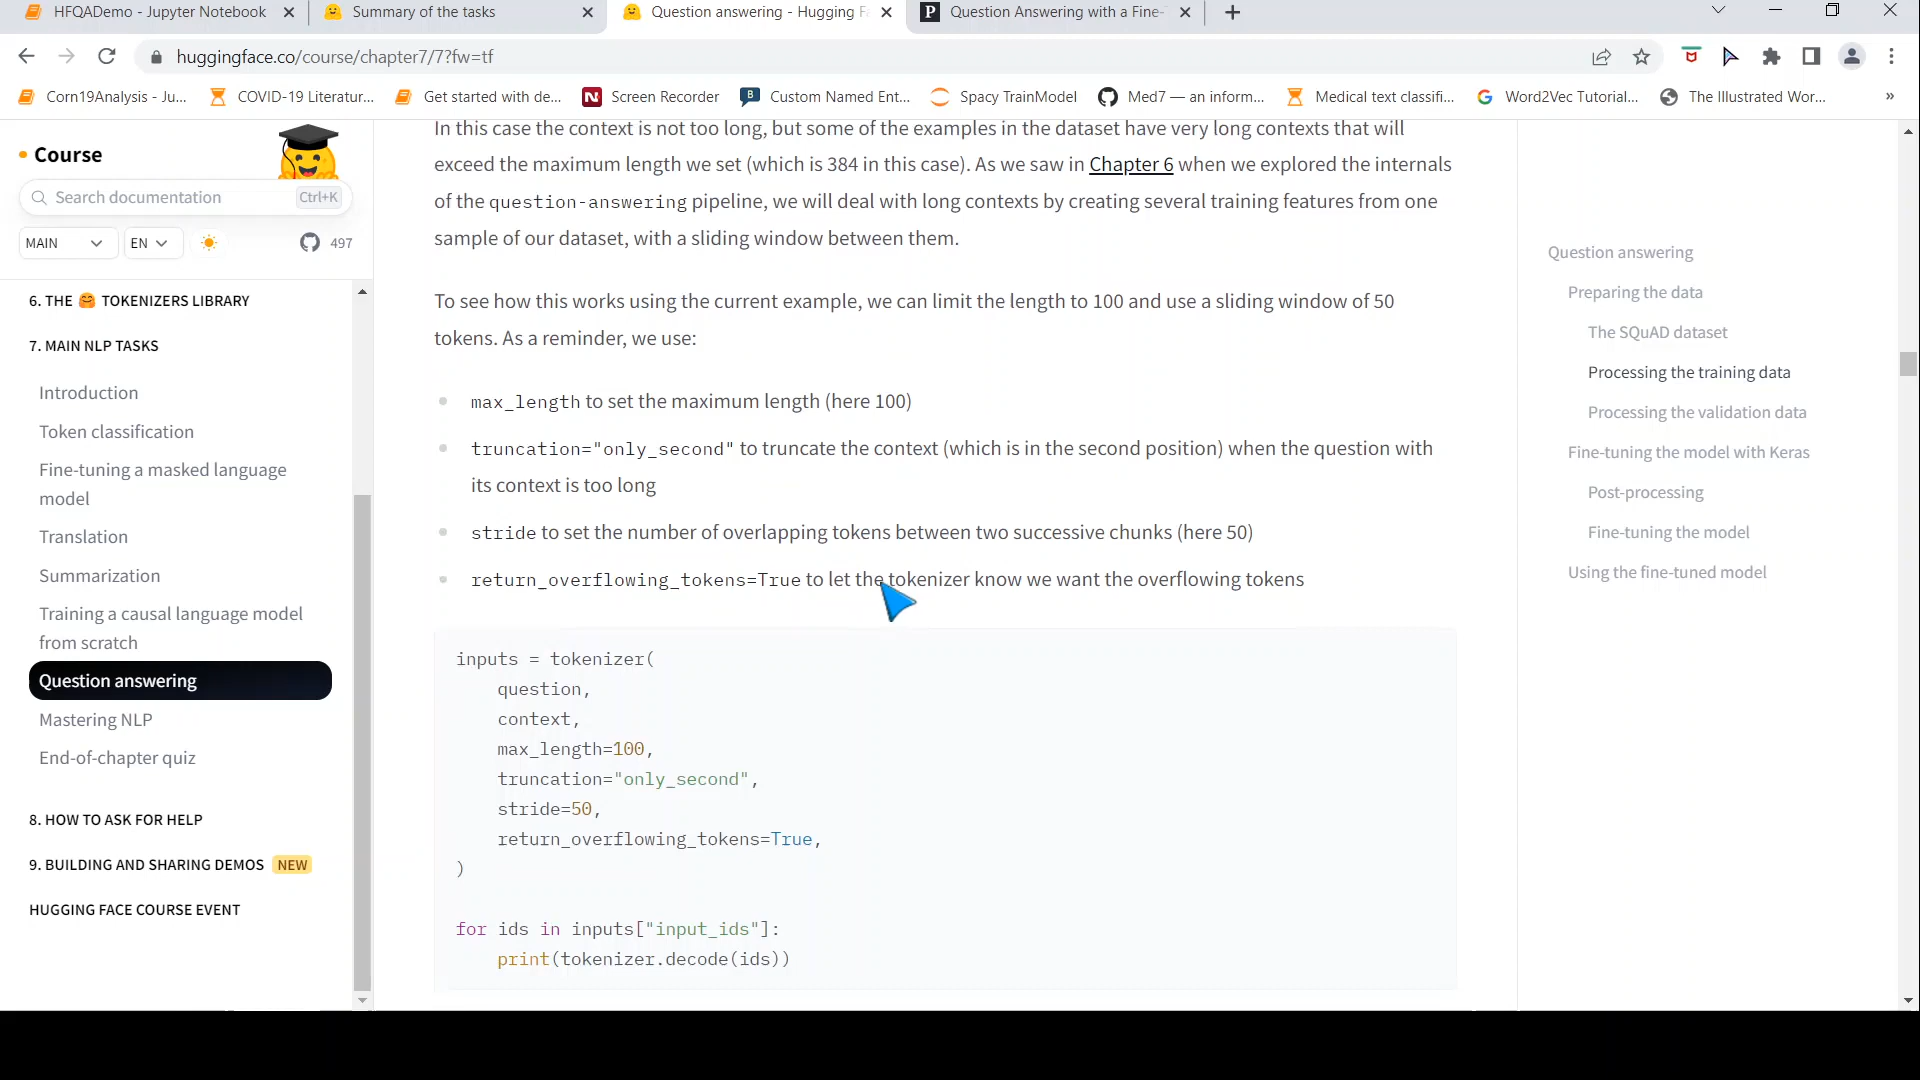 HFQADemo - Jupyter Notebook
Summary of the tasks
Question answering - Hugging Fa
Question Answering with a Fine-
huggingface.co/course/chapter7/7?fw=tf
Corn19Analysis - Ju...
COVID-19 Literatur...
Get started with de...
Screen Recorder
Custom Named Ent...
Spacy TrainModel
Med7 — an inform...
Medical text classifi...
Word2Vec Tutorial...
The Illustrated Wor...
»
Course
Search documentation
Ctrl+K
MAIN
EN
497
6. THE 🤗 TOKENIZERS LIBRARY
7. MAIN NLP TASKS
Introduction
Token classification
Fine-tuning a masked language
model
Translation
Summarization
Training a causal language model
from scratch
Question answering
Mastering NLP
End-of-chapter quiz
8. HOW TO ASK FOR HELP
9. BUILDING AND SHARING DEMOS NEW
HUGGING FACE COURSE EVENT
In this case the context is not too long, but some of the examples in the dataset have very long contexts that will
exceed the maximum length we set (which is 384 in this case). As we saw in Chapter 6 when we explored the internals
of the question-answering pipeline, we will deal with long contexts by creating several training features from one
sample of our dataset, with a sliding window between them.
To see how this works using the current example, we can limit the length to 100 and use a sliding window of 50
tokens. As a reminder, we use:
max_length to set the maximum length (here 100)
truncation="only_second" to truncate the context (which is in the second position) when the question with
its context is too long
stride to set the number of overlapping tokens between two successive chunks (here 50)
return_overflowing_tokens=True to let the tokenizer know we want the overflowing tokens
inputs = tokenizer(
    question,
    context,
    max_length=100,
    truncation="only_second",
    stride=50,
    return_overflowing_tokens=True,
)
for ids in inputs["input_ids"]:
    print(tokenizer.decode(ids))
Question answering
Preparing the data
The SQuAD dataset
Processing the training data
Processing the validation data
Fine-tuning the model with Keras
Post-processing
Fine-tuning the model
Using the fine-tuned model